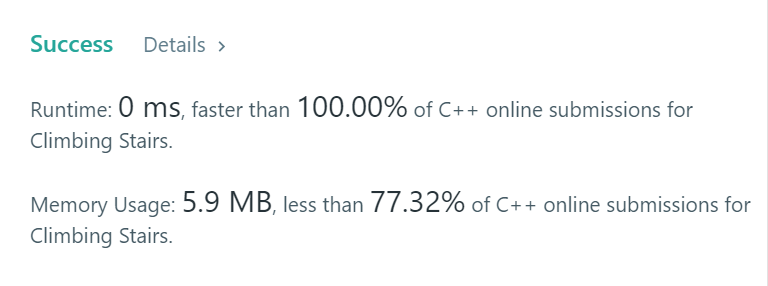 Success Details >
Runtime: 0 ms, faster than 100.00% of C++ online submissions for
Climbing Stairs.
Memory Usage: 5.9 MB, less than 77.32% of C++ online submissions for
Climbing Stairs.